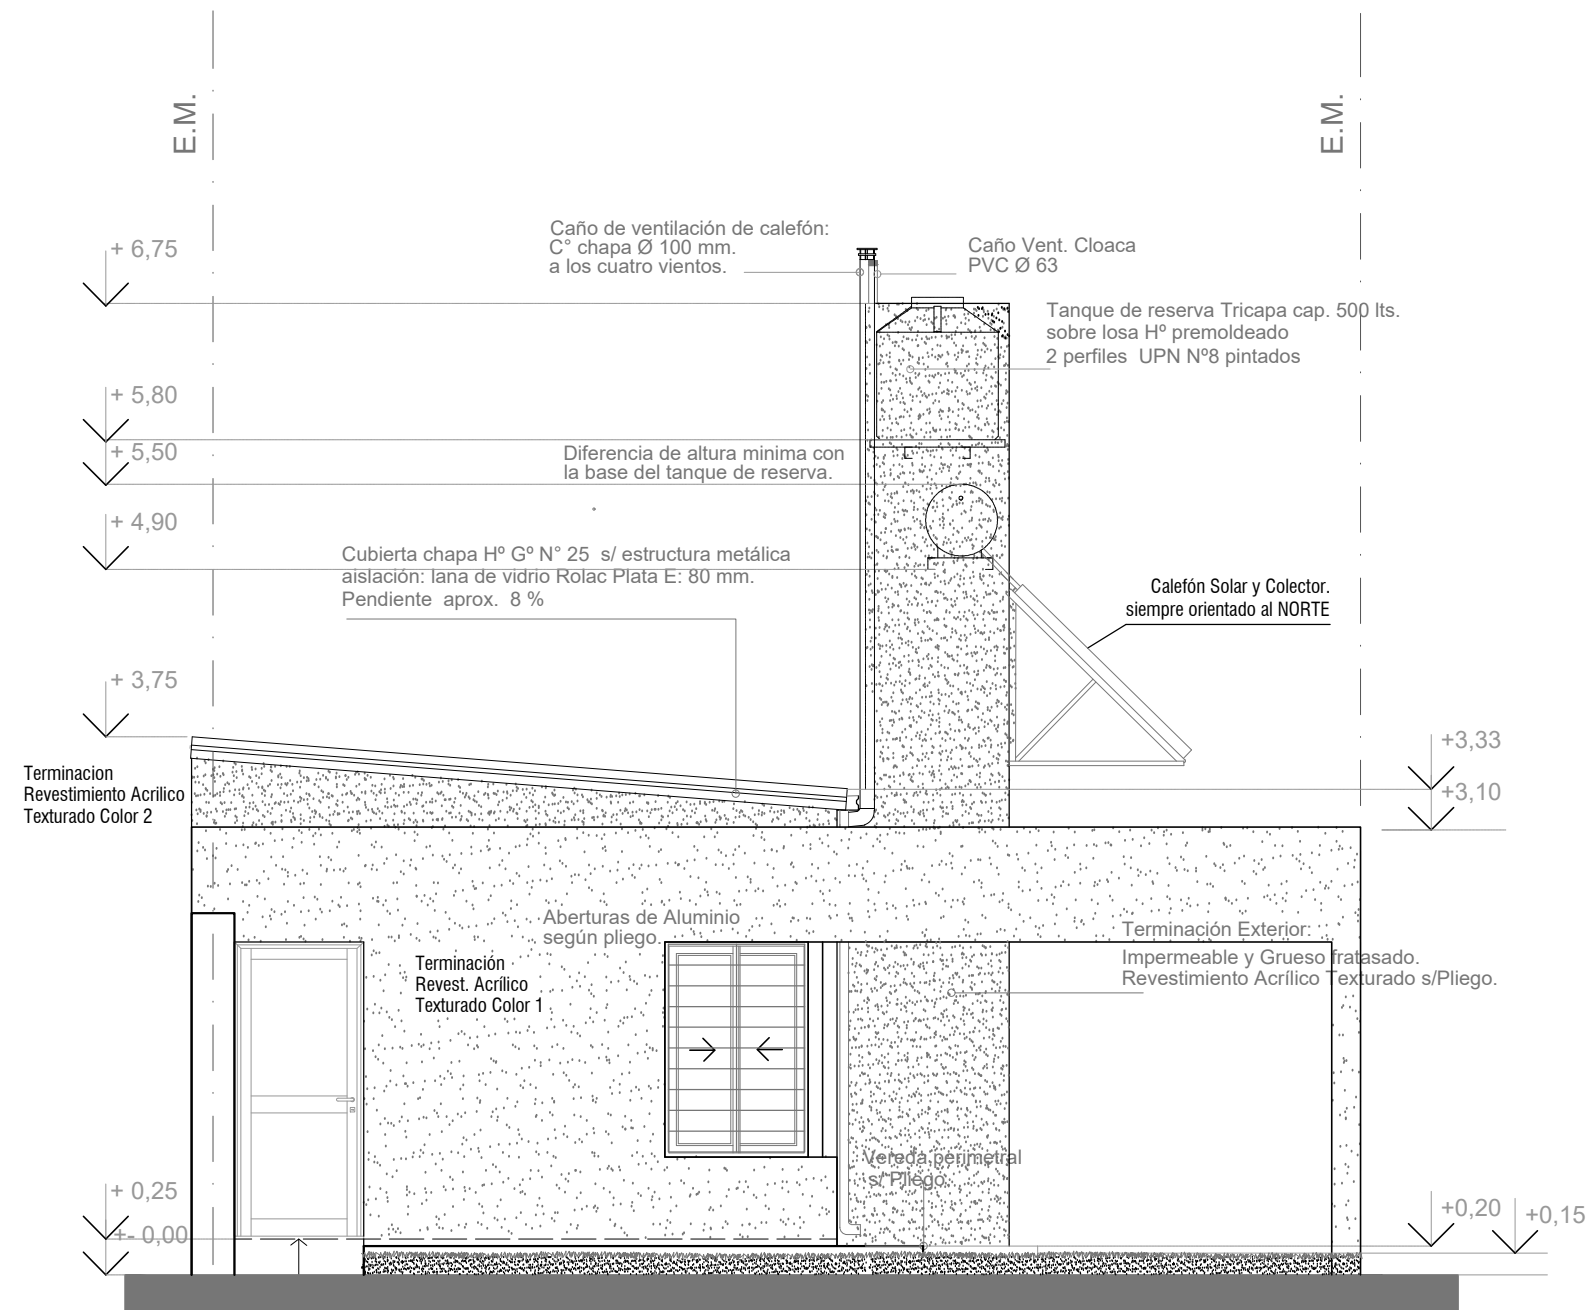 E.M.
E.M.
Caño de ventilación de calefón:
C° chapa Ø 100 mm.
a los cuatro vientos.
Caño Vent. Cloaca
PVC Ø 63
+ 6,75
Tanque de reserva Tricapa cap. 500 lts.
sobre losa Hº premoldeado
2 perfiles UPN Nº8 pintados
+ 5,80
+ 5,50
Diferencia de altura minima con
la base del tanque de reserva.
+ 4,90
Cubierta chapa Hº Gº N° 25 s/ estructura metálica
aislación: lana de vidrio Rolac Plata E: 80 mm.
Pendiente aprox. 8 %
Calefón Solar y Colector.
siempre orientado al NORTE
+ 3,75
+3,33
+3,10
Terminacion
Revestimiento Acrilico
Texturado Color 2
Aberturas de Aluminio
según pliego.
Terminación Exterior:
Impermeable y Grueso fratasado.
Revestimiento Acrílico Texturado s/Pliego.
Terminación
Revest. Acrílico
Texturado Color 1
Vereda perimetral
s/ Pliego.
+ 0,25
+- 0,00
+0,20
+0,15